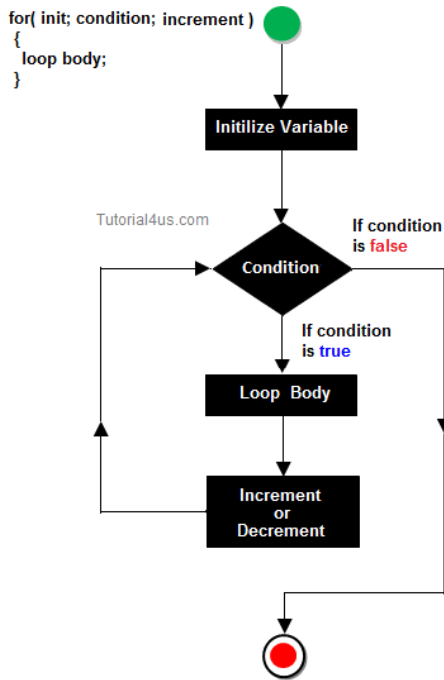 for( init; condition; increment )
{
loop body;
}
Initilize Variable
Tutorial4us.com
Condition
If condition
is false
If condition
is true
Loop Body
Increment
or
Decrement